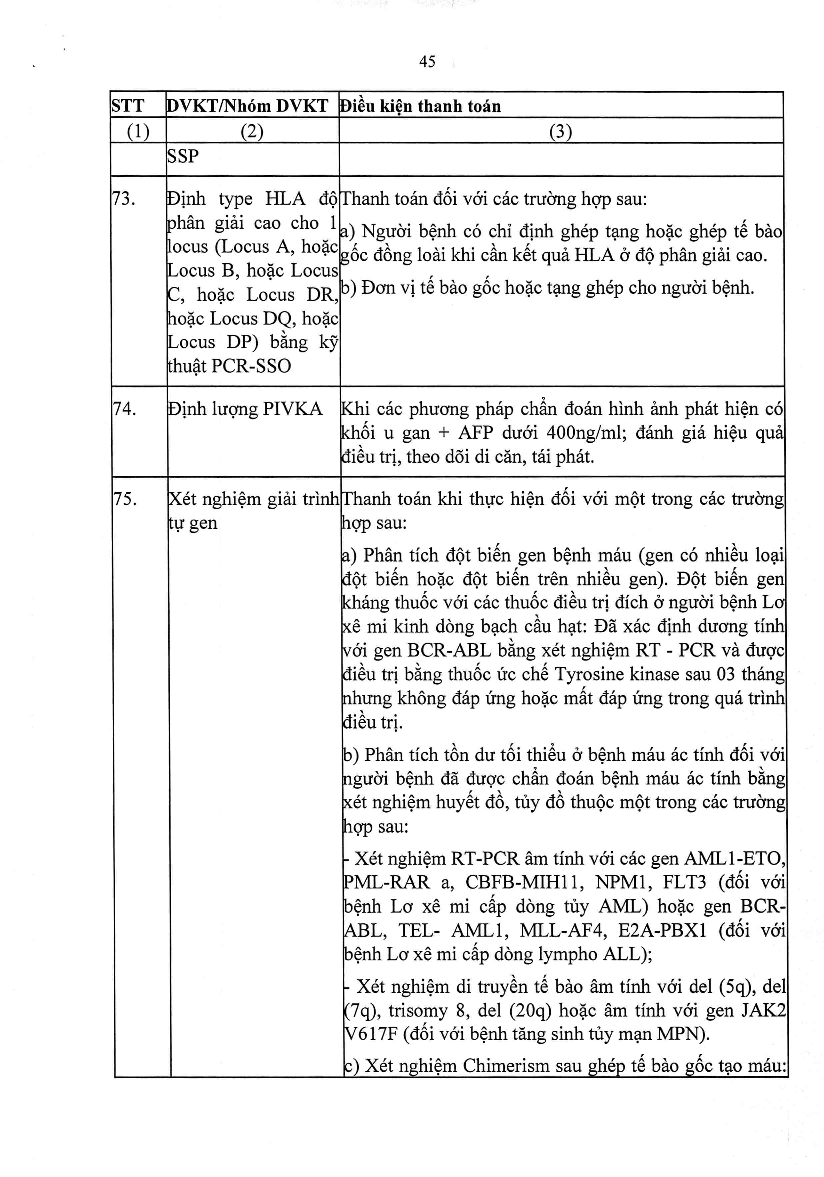 45
STT DVKT/Nhóm DVKT Điều kiện thanh toán
(1) (2) (3)
SSP
73. Định type HLA độ
phân giải cao cho 1
locus (Locus A, hoặc
Locus B, hoặc Locus
C, hoặc Locus DR,
hoặc Locus DQ, hoặc
Locus DP) bằng kỹ
thuật PCR-SSO
Thanh toán đối với các trường hợp sau:
a) Người bệnh có chỉ định ghép tạng hoặc ghép tế bào
gốc đồng loài khi cần kết quả HLA ở độ phân giải cao.
b) Đơn vị tế bào gốc hoặc tạng ghép cho người bệnh.
74. Định lượng PIVKA
Khi các phương pháp chẩn đoán hình ảnh phát hiện có
khối u gan + AFP dưới 400ng/ml; đánh giá hiệu quả
điều trị, theo dõi di căn, tái phát.
75. Xét nghiệm giải trình
tự gen
Thanh toán khi thực hiện đối với một trong các trường
hợp sau:
a) Phân tích đột biến gen bệnh máu (gen có nhiều loại
đột biến hoặc đột biến trên nhiều gen). Đột biến gen
kháng thuốc với các thuốc điều trị đích ở người bệnh Lơ
xê mi kinh dòng bạch cầu hạt: Đã xác định dương tính
với gen BCR-ABL bằng xét nghiệm RT - PCR và được
điều trị bằng thuốc ức chế Tyrosine kinase sau 03 tháng
nhưng không đáp ứng hoặc mất đáp ứng trong quá trình
điều trị.
b) Phân tích tồn dư tối thiểu ở bệnh máu ác tính đối với
người bệnh đã được chẩn đoán bệnh máu ác tính bằng
xét nghiệm huyết đồ, tủy đồ thuộc một trong các trường
hợp sau:
- Xét nghiệm RT-PCR âm tính với các gen AML1-ETO,
PML-RAR a, CBFB-MIH11, NPM1, FLT3 (đối với
bệnh Lơ xê mi cấp dòng tủy AML) hoặc gen BCR-
ABL, TEL- AML1, MLL-AF4, E2A-PBX1 (đối với
bệnh Lơ xê mi cấp dòng lympho ALL);
- Xét nghiệm di truyền tế bào âm tính với del (5q), del
(7q), trisomy 8, del (20q) hoặc âm tính với gen JAK2
V617F (đối với bệnh tăng sinh tủy mạn MPN).
c) Xét nghiệm Chimerism sau ghép tế bào gốc tạo máu: